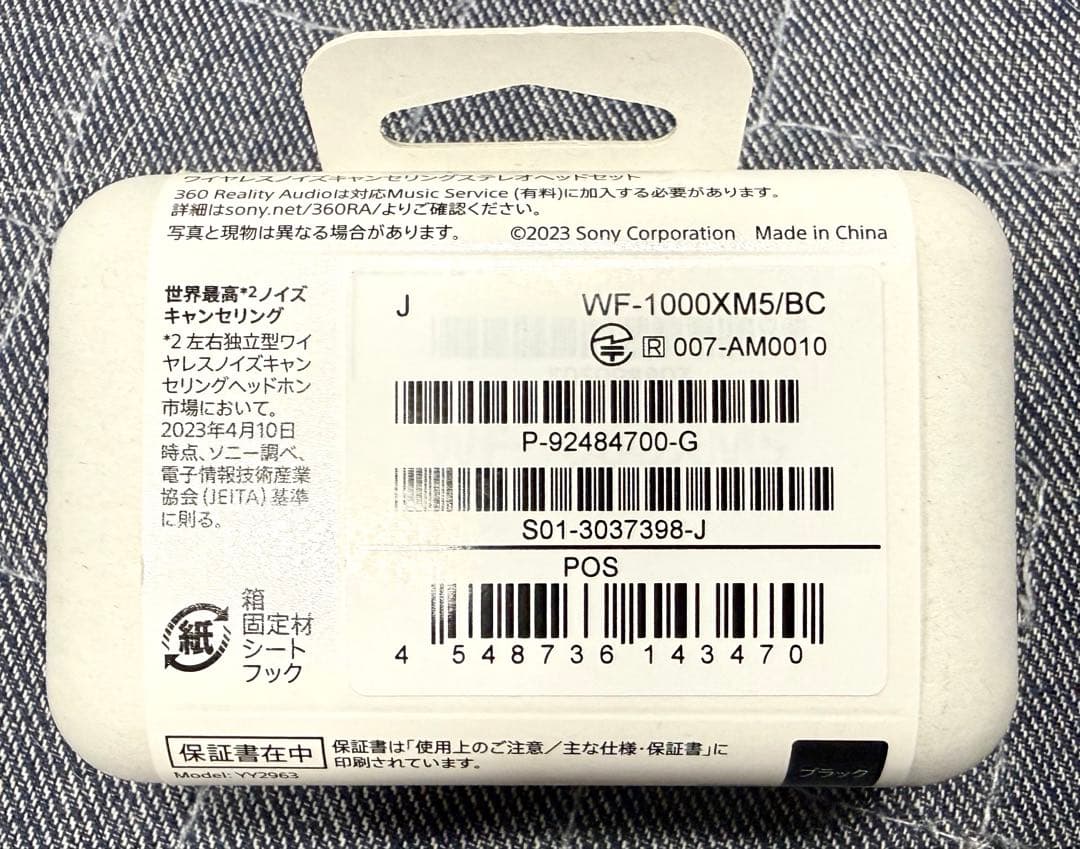 ワイヤレスノイズキャンセリングステレオヘッドセット
360 Reality Audioは対応Music Service (有料)に加入する必要があります。
詳細はsony.net/360RA/よりご確認ください。
写真と現物は異なる場合があります。 ©2023 Sony Corporation Made in China
世界最高*2ノイズ
キャンセリング
*2 左右独立型ワイ
ヤレスノイズキャン
セリングヘッドホン
市場において。
2023年4月10日
時点、ソニー調べ、
電子情報技術産業
協会(JEITA)基準
に則る。
紙
箱
固定材
シート
フック
J WF-1000XM5/BC
R 007-AM0010
P-92484700-G
S01-3037398-J
POS
4 548736 143470
保証書在中 保証書は「使用上のご注意/主な仕様・保証書」に
印刷されています。
Model: YY2963
ブラック